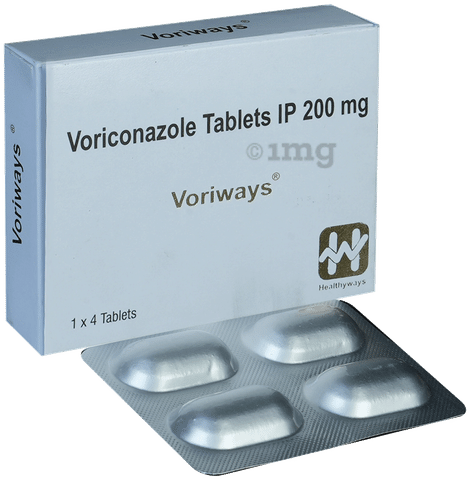 Voriways®
Voriways®
Voriconazole Tablets IP 200 mg
©1mg
Voriways®
Healthyways
1 x 4 Tablets